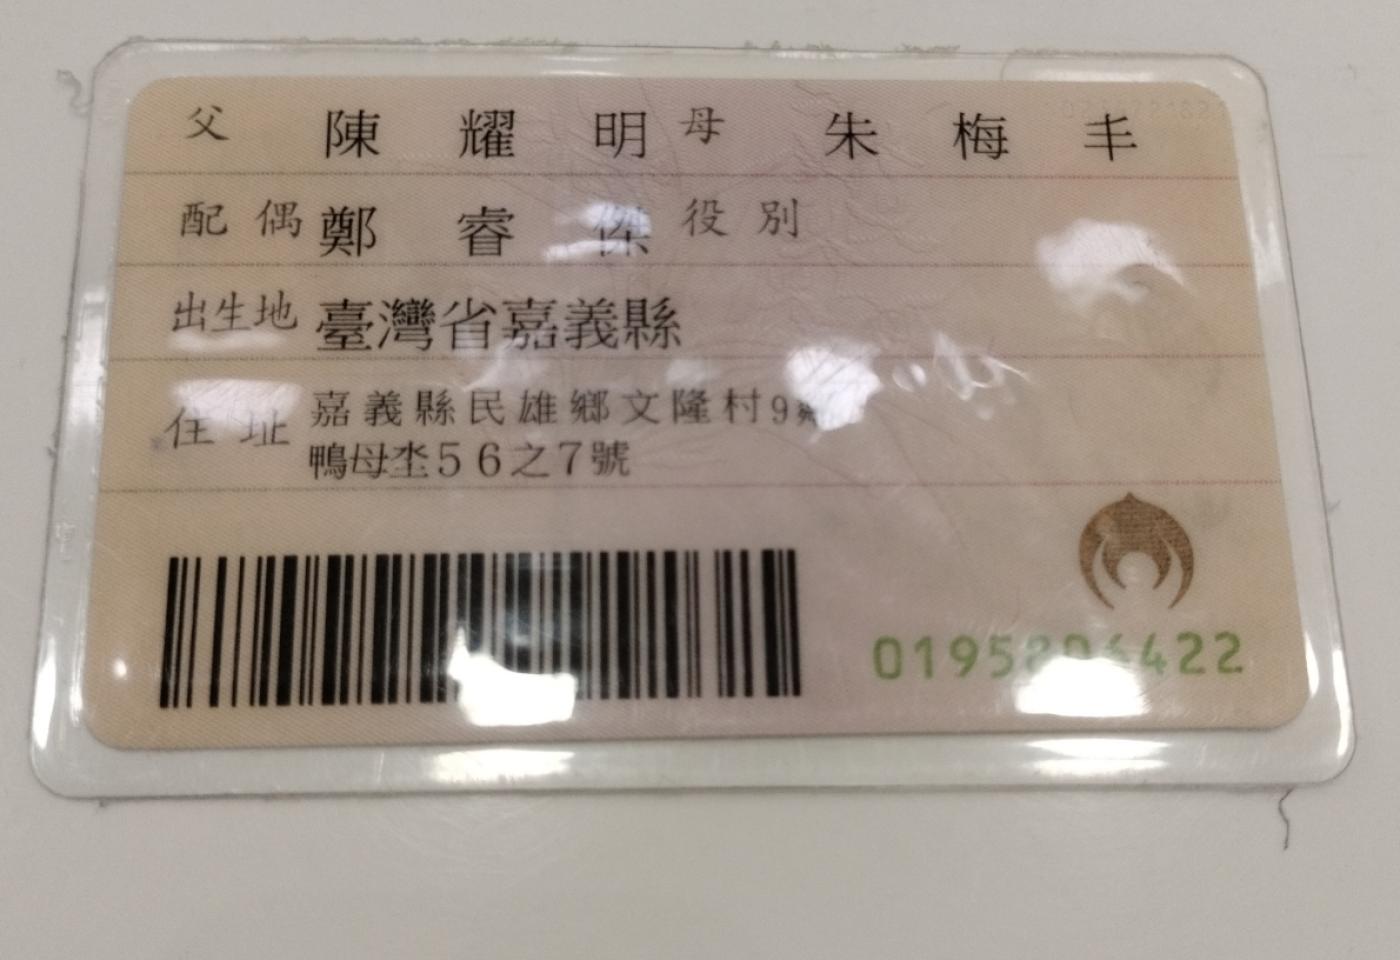 父 陳耀明 母 朱梅丰
配偶 鄭睿傑 役別
出生地 臺灣省嘉義縣
住址 嘉義縣民雄鄉文隆村9鄰
鴨母坔56之7號